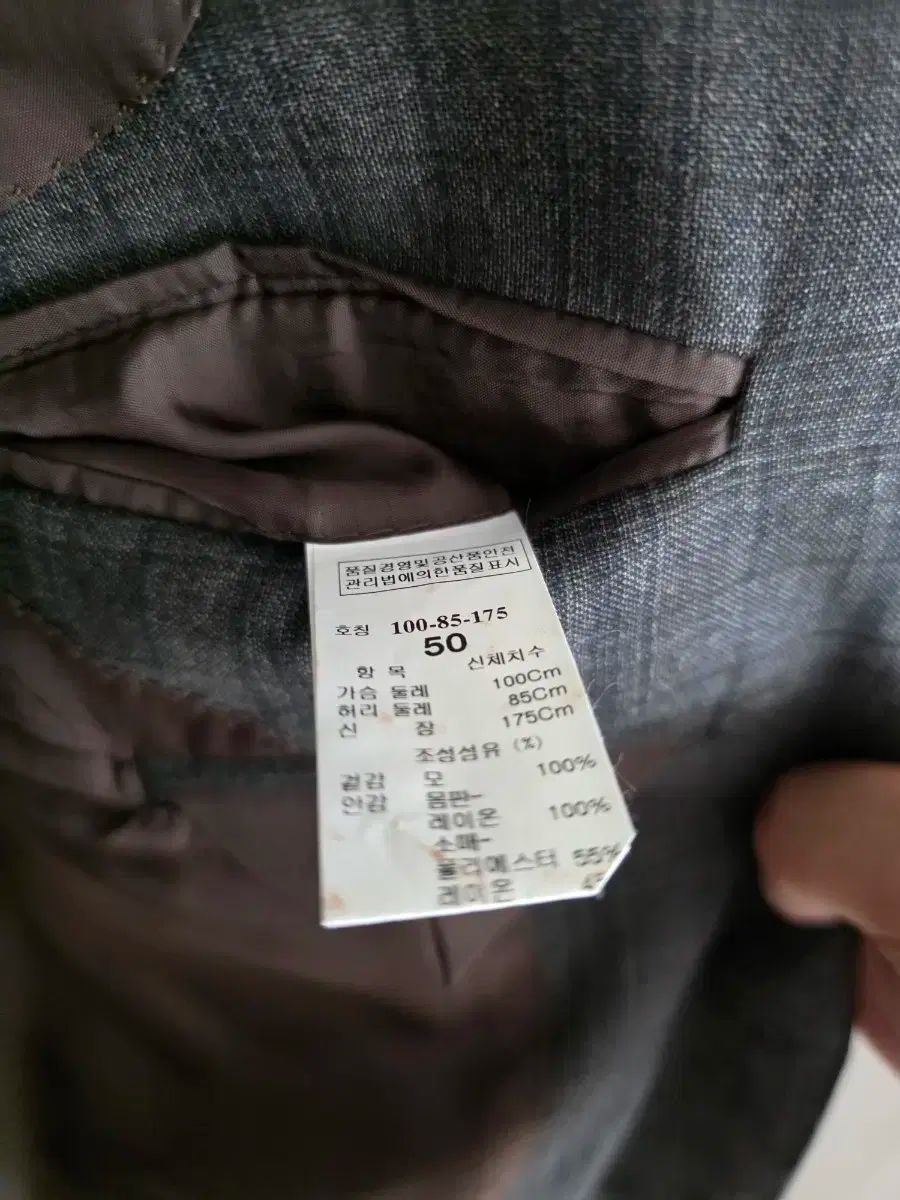 품질경영및공산품안전
관리법에의한품질표시
호칭 100-85-175
50
항 목 신체치수
가슴 둘레 100Cm
허리 둘레 85Cm
신 장 175Cm
조성섬유 (%)
겉감 모 100%
안감 몸판-
레이온 100%
소매-
폴리에스터 55%
레이온